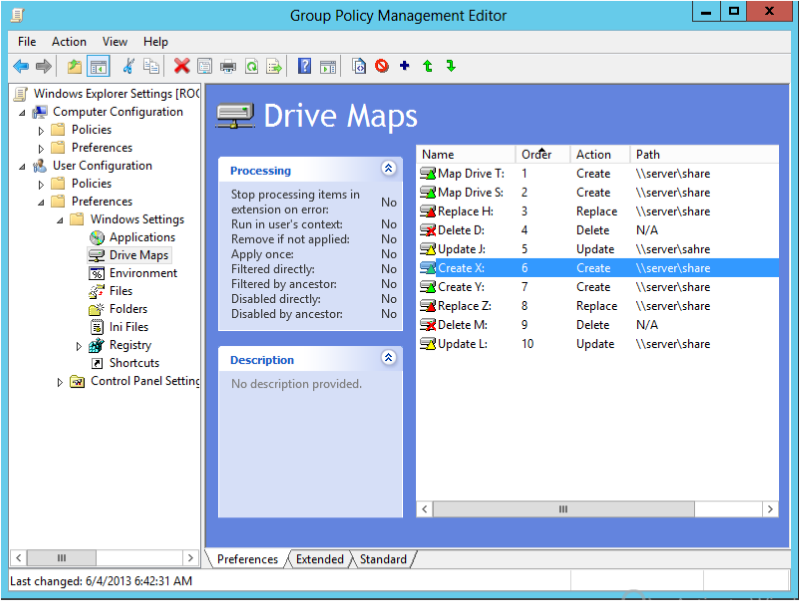 Group Policy Management Editor
File Action View Help
Windows Explorer Settings [ROO
Computer Configuration
Policies
Preferences
User Configuration
Policies
Preferences
Windows Settings
Applications
Drive Maps
Environment
Files
Folders
Ini Files
Registry
Shortcuts
Control Panel Setting
Drive Maps
Processing
Stop processing items in
extension on error: No
Run in user's context: No
Remove if not applied: No
Apply once: No
Filtered directly: No
Filtered by ancestor: No
Disabled directly: No
Disabled by ancestor: No
Description
No description provided.
Name Order Action Path
Map Drive T: 1 Create \\server\share
Map Drive S: 2 Create \\server\share
Replace H: 3 Replace \\server\share
Delete D: 4 Delete N/A
Update J: 5 Update \\server\sahre
Create X: 6 Create \\server\share
Create Y: 7 Create \\server\share
Replace Z: 8 Replace \\server\share
Delete M: 9 Delete N/A
Update L: 10 Update \\server\share
Preferences Extended Standard
Last changed: 6/4/2013 6:42:31 AM